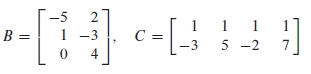 B = [ -5 2
1 -3
0 4 ], C = [ 1 1 1 1
-3 5 -2 7 ]